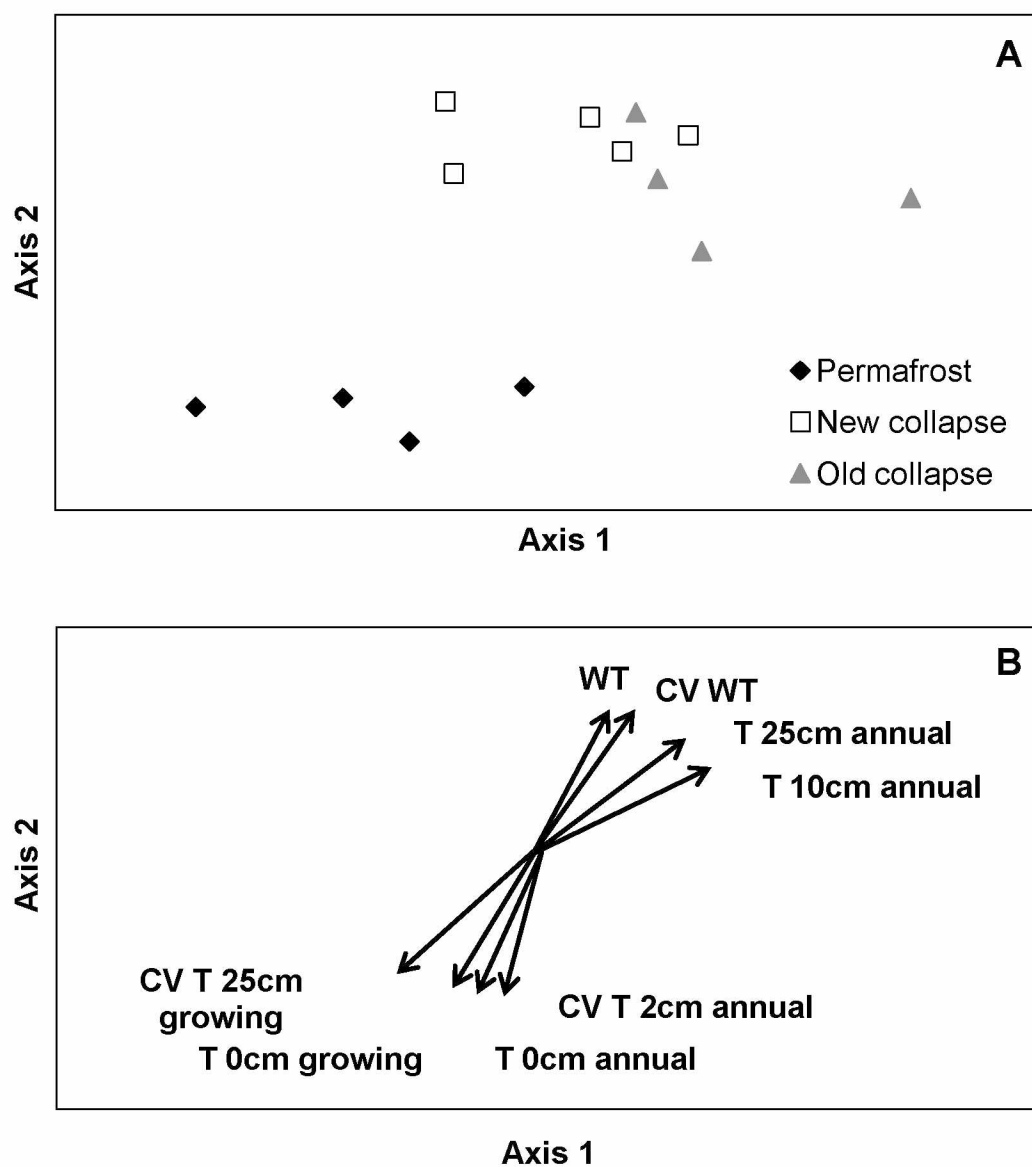 A
Axis 2
Permafrost
New collapse
Old collapse
Axis 1
B
WT
CV WT
T 25cm annual
T 10cm annual
Axis 2
CV T 25cm
growing
CV T 2cm annual
T 0cm growing
T 0cm annual
Axis 1